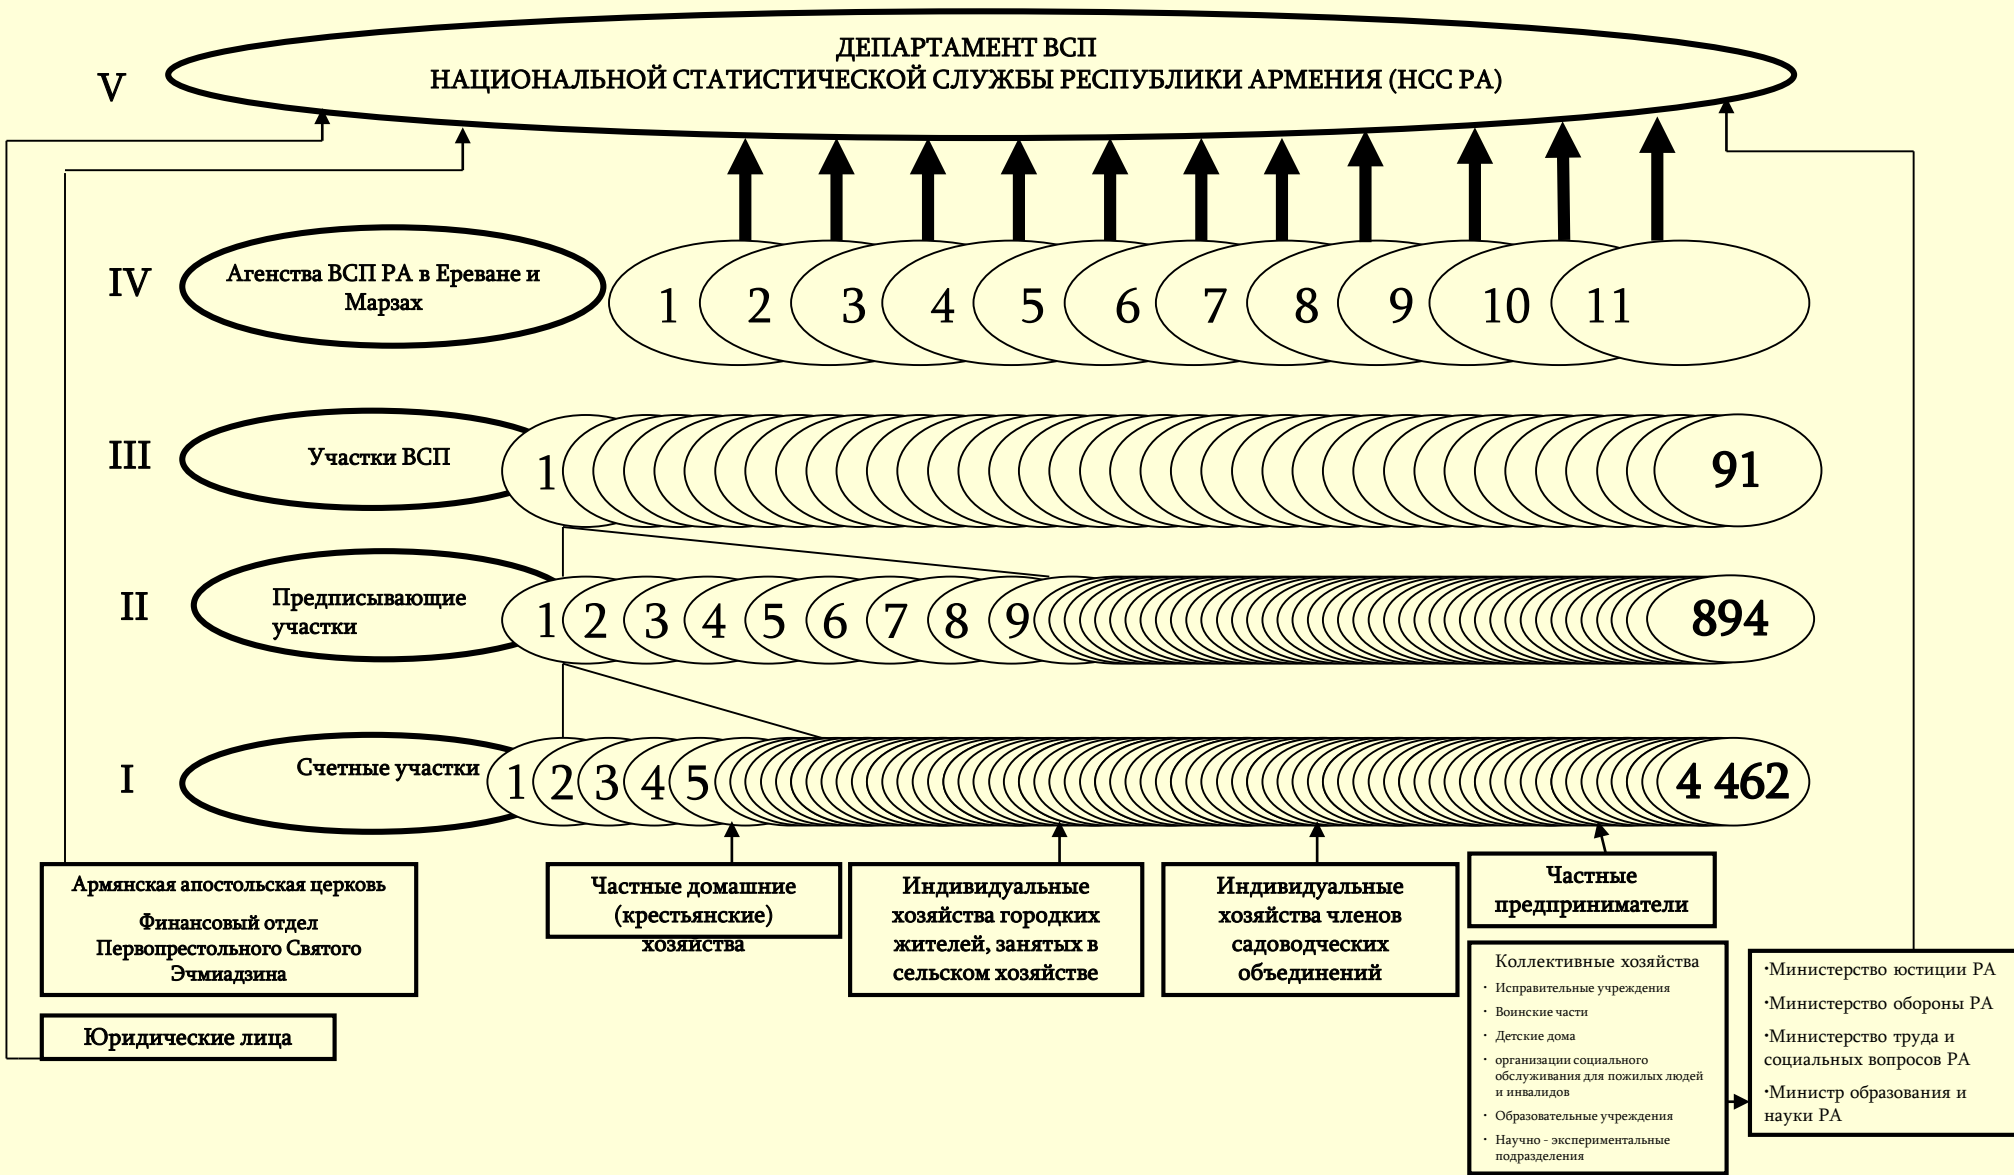 ДЕПАРТАМЕНТ ВСП
НАЦИОНАЛЬНОЙ СТАТИСТИЧЕСКОЙ СЛУЖБЫ РЕСПУБЛИКИ АРМЕНИЯ (НСС РА)
V
IV
Агенства ВСП РА в Ереване и
Марзах
1 2 3 4 5 6 7 8 9 10 11
III
Участки ВСП
1
91
II
Предписывающие
участки
1 2 3 4 5 6 7 8 9
894
I
Счетные участки
1 2 3 4 5
4 462
Армянская апостольская церковь
Финансовый отдел
Первопрестольного Святого
Эчмиадзина
Юридические лица
Частные домашние
(крестьянские)
хозяйства
Индивидуальные
хозяйства городких
жителей, занятых в
сельском хозяйстве
Индивидуальные
хозяйства членов
садоводческих
объединений
Частные
предприниматели
Коллективные хозяйства
· Исправительные учреждения
· Воинские части
· Детские дома
· организации социального
обслуживания для пожилых людей
и инвалидов
· Образовательные учреждения
· Научно - экспериментальные
подразделения
·Министерство юстиции РА
·Министерство обороны РА
·Министерство труда и
социальных вопросов РА
·Министр образования и
науки РА